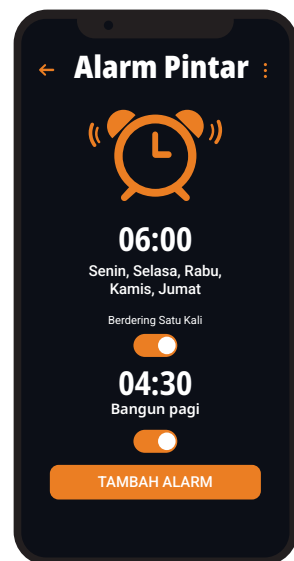 Alarm Pintar
06:00
Senin, Selasa, Rabu,
Kamis, Jumat
Berdering Satu Kali
04:30
Bangun pagi
TAMBAH ALARM